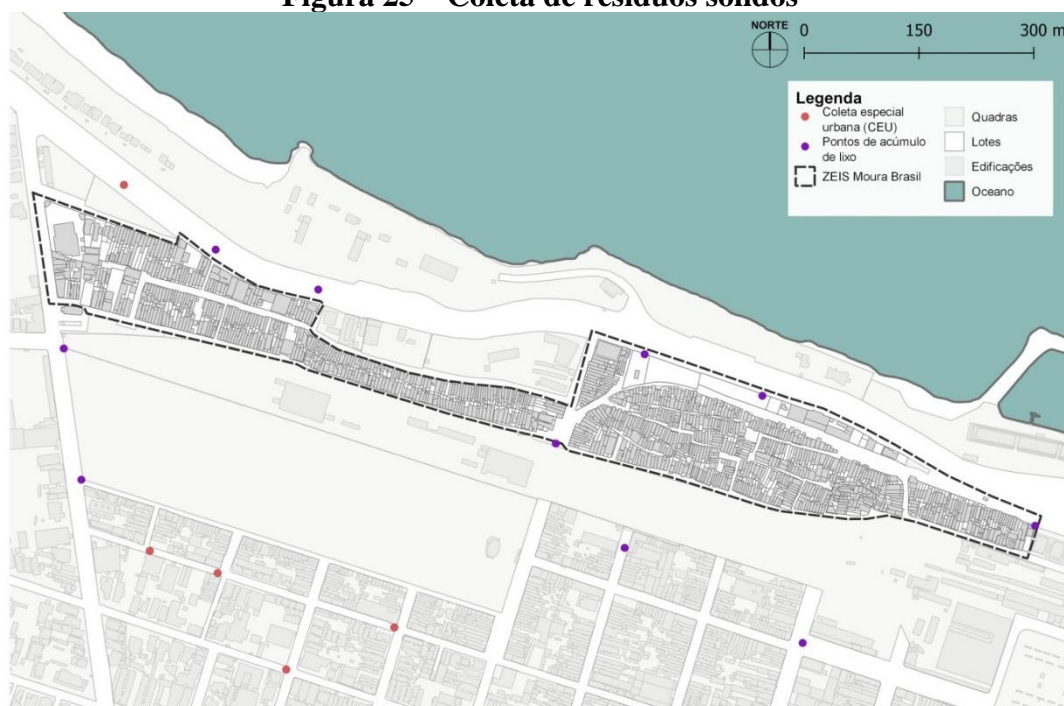 Figura 25 – Coleta de resíduos sólidos
NORTE
0 150 300 m
Legenda
Coleta especial
urbana (CEU)
Pontos de acúmulo
de lixo
ZEIS Moura Brasil
Quadras
Lotes
Edificações
Oceano